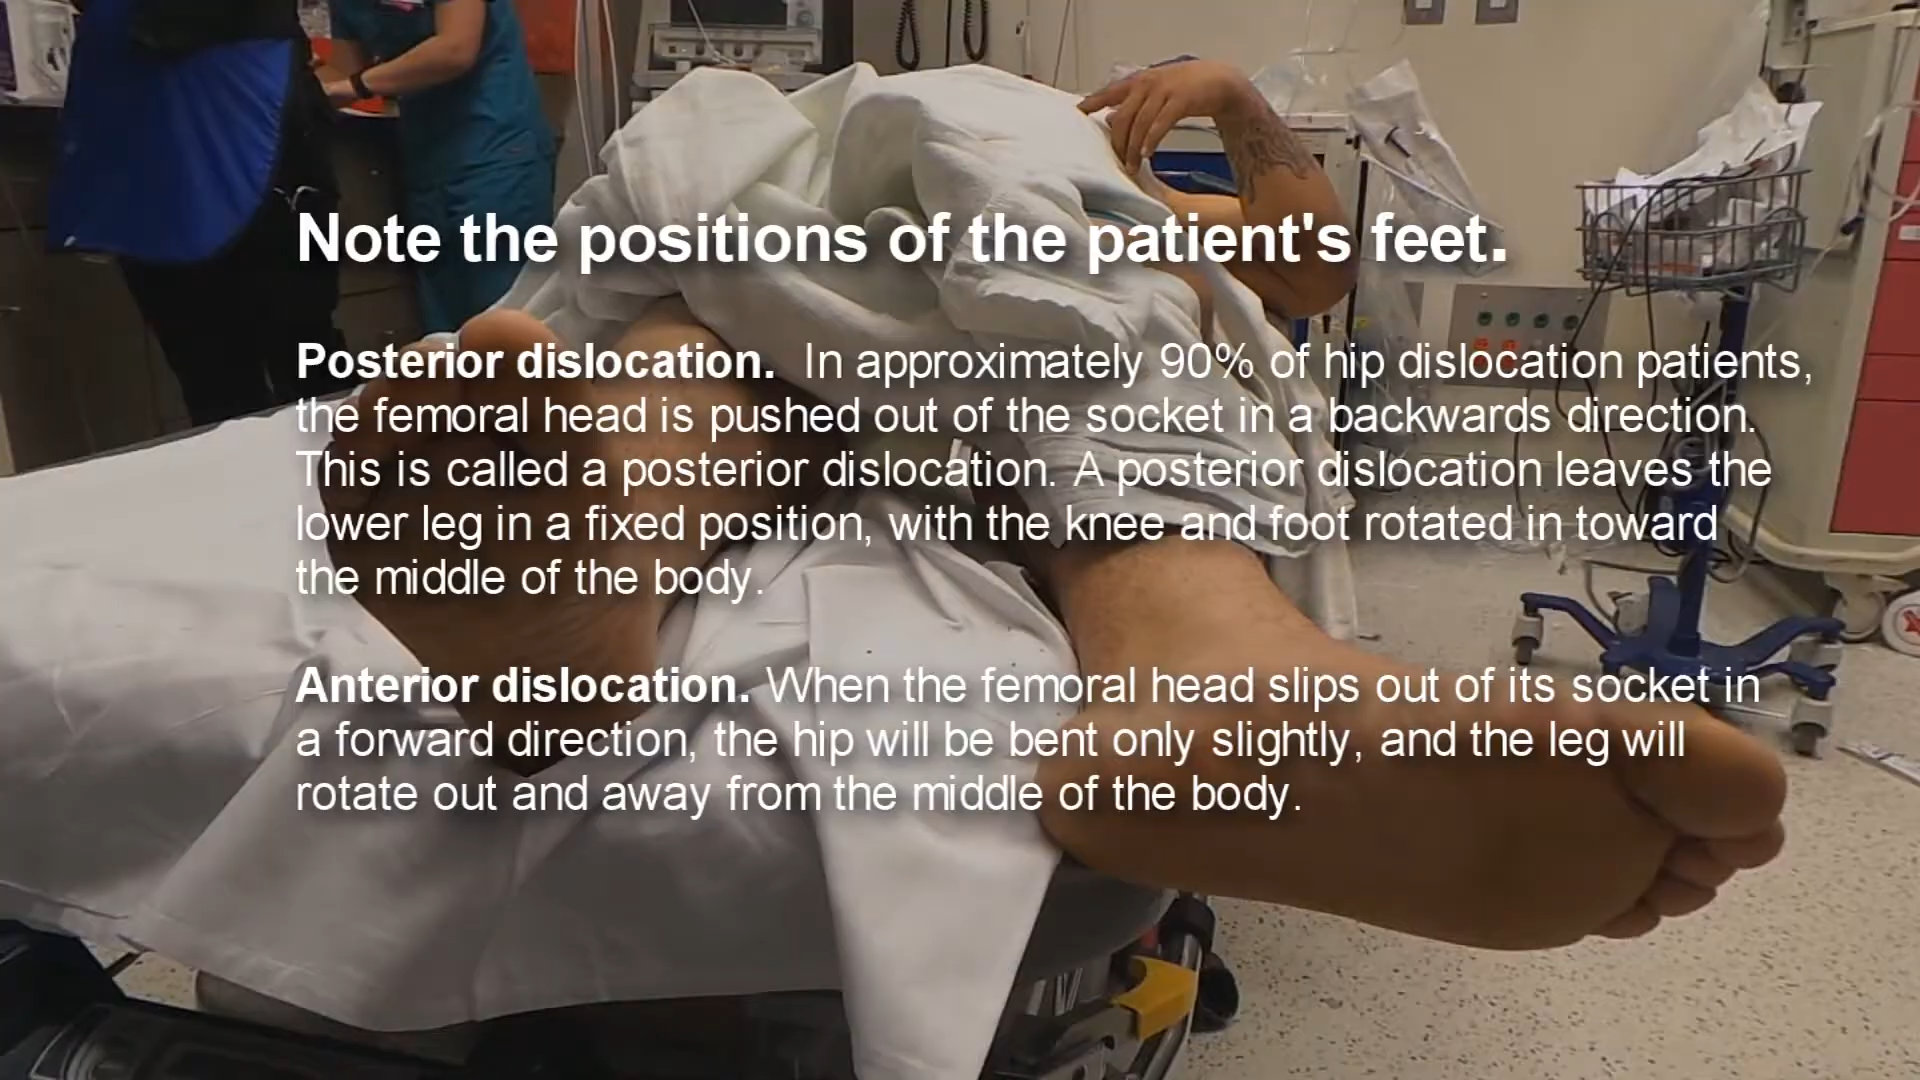 Note the positions of the patient's feet.
Posterior dislocation. In approximately 90% of hip dislocation patients,
the femoral head is pushed out of the socket in a backwards direction.
This is called a posterior dislocation. A posterior dislocation leaves the
lower leg in a fixed position, with the knee and foot rotated in toward
the middle of the body.
Anterior dislocation. When the femoral head slips out of its socket in
a forward direction, the hip will be bent only slightly, and the leg will
rotate out and away from the middle of the body.